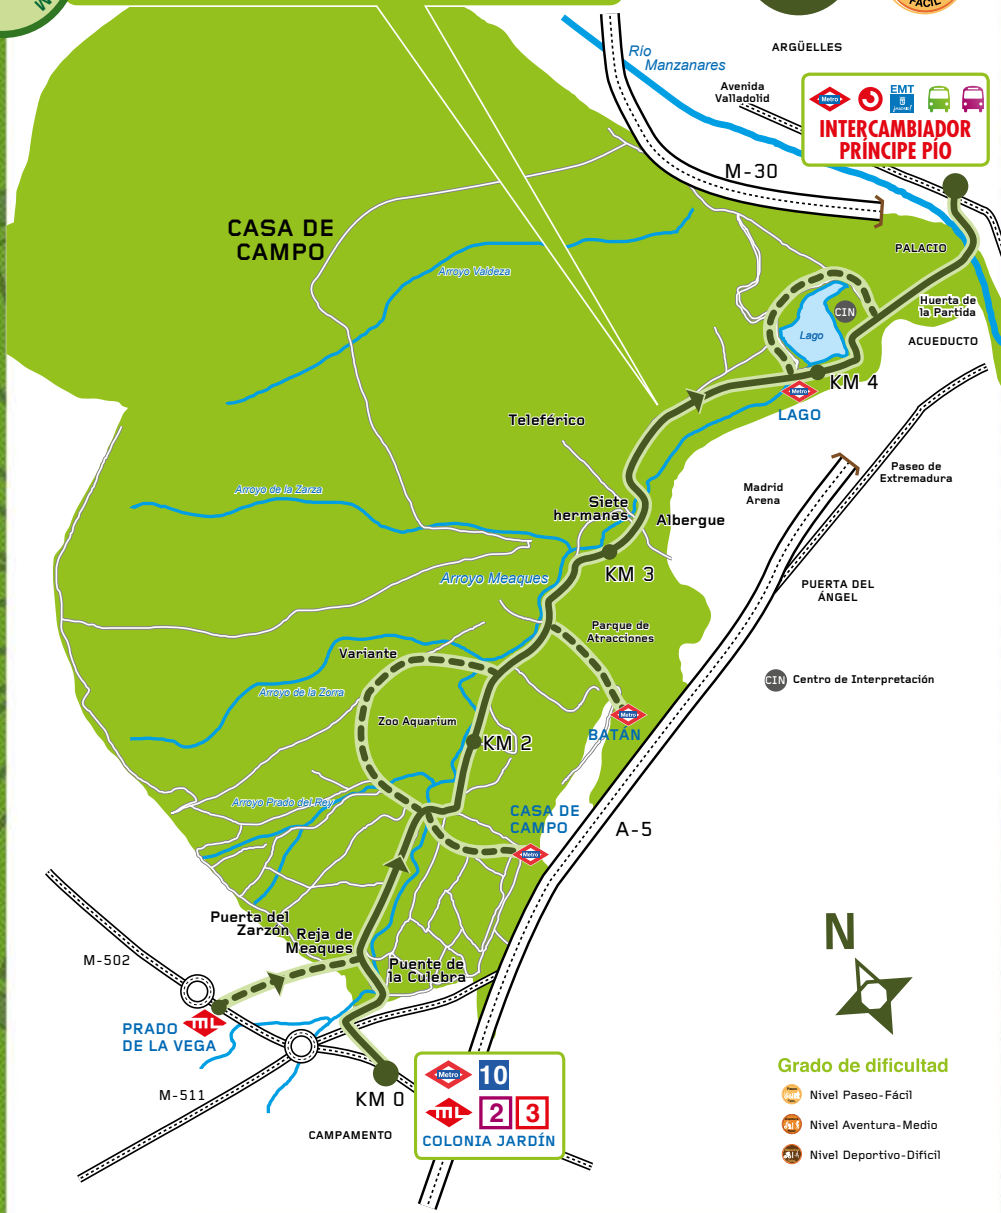 M
FÁCIL
ARGÜELLES
Río
Manzanares
Avenida
Valladolid
Metro
EMT
INTERCAMBIADOR
PRÍNCIPE PÍO
M-30
CASA DE
CAMPO
PALACIO
Arroyo Valdeza
Huerta de
la Partida
CIN
Lago
ACUEDUCTO
KM 4
Metro
LAGO
Teleférico
Paseo de
Extremadura
Madrid
Arena
Arroyo de la Zarza
Siete
hermanas
Albergue
KM 3
Arroyo Meaques
PUERTA DEL
ÁNGEL
Parque de
Atracciones
Variante
CIN
Centro de Interpretación
Arroyo de la Zorra
Zoo Aquarium
Metro
BATÁN
KM 2
Arroyo Prado del Rey
CASA DE
CAMPO
A-5
Metro
Puerta del
Zarzón
Reja de
Meaques
N
M-502
Puente de
la Culebra
PRADO
DE LA VEGA
ML
Grado de dificultad
Metro
10
KM 0
M-511
Nivel Paseo-Fácil
ML
2
3
Nivel Aventura-Medio
CAMPAMENTO
COLONIA JARDÍN
Nivel Deportivo-Dificil